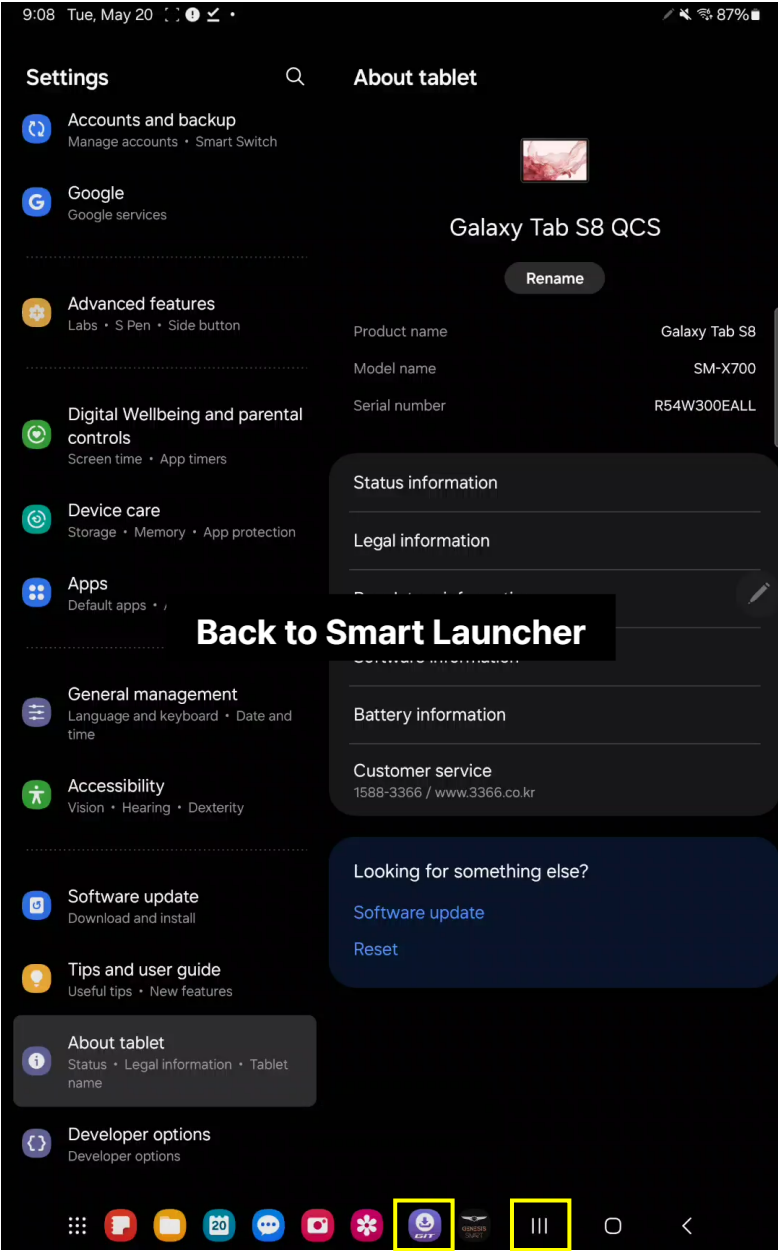 9:08 Tue, May 20
87%
Settings
Accounts and backup
Manage accounts • Smart Switch
Google
Google services
Advanced features
Labs • S Pen • Side button
Digital Wellbeing and parental
controls
Screen time • App timers
Device care
Storage • Memory • App protection
Apps
Default apps •
General management
Language and keyboard • Date and
time
Accessibility
Vision • Hearing • Dexterity
Software update
Download and install
Tips and user guide
Useful tips • New features
About tablet
Status • Legal information • Tablet
name
Developer options
Developer options
About tablet
Galaxy Tab S8 QCS
Rename
Product name Galaxy Tab S8
Model name SM-X700
Serial number R54W300EALL
Status information
Legal information
Back to Smart Launcher
Software information
Battery information
Customer service
1588-3366 / www.3366.co.kr
Looking for something else?
Software update
Reset
20
GIT
GENESIS